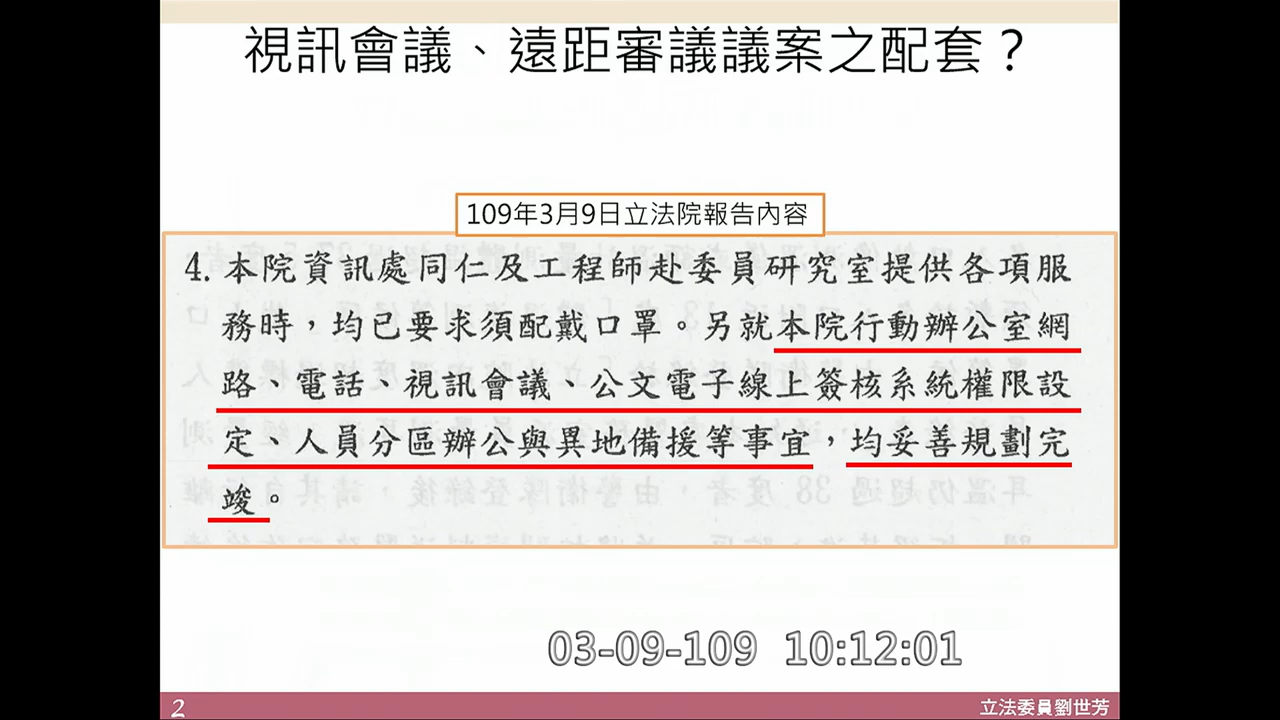 視訊會議、遠距審議議案之配套？
109年3月9日立法院報告內容
4. 本院資訊處同仁及工程師赴委員研究室提供各項服
務時，均已要求須配戴口罩。另就本院行動辦公室網
路、電話、視訊會議、公文電子線上簽核系統權限設
定、人員分區辦公與異地備援等事宜，均妥善規劃完
竣。
03-09-109 10:12:01
2
立法委員劉世芳